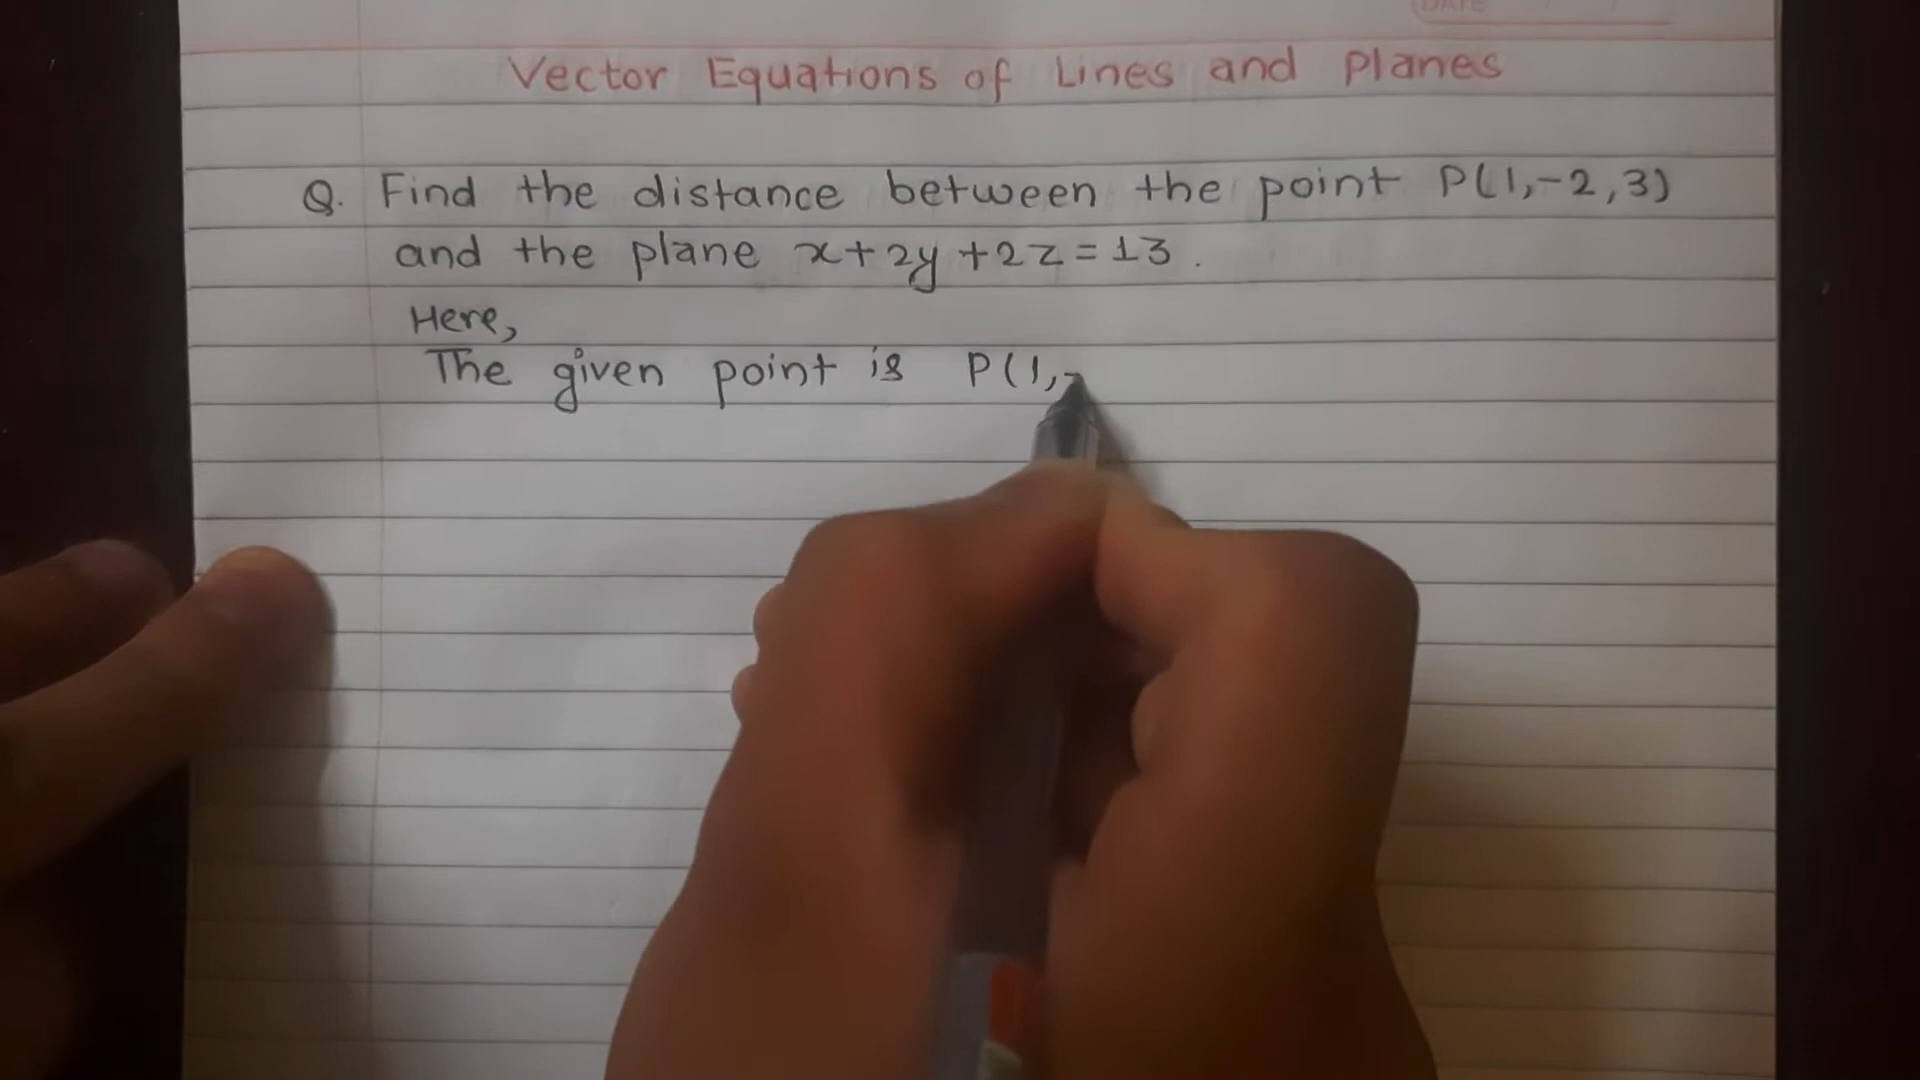 DATE
Vector Equations of Lines and Planes
Q. Find the distance between the point P(1,-2,3)
and the plane x+2y+2z=13.
Here,
The given point is P(1,-